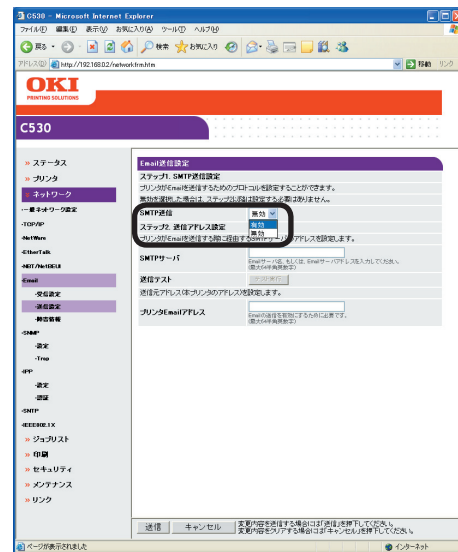 C530 - Microsoft Internet Explorer
ファイル(F) 編集(E) 表示(V) お気に入り(A) ツール(T) ヘルプ(H)
戻る 検索 お気に入り
アドレス(D) http://192.168.0.2/networkfrm.htm 移動 リンク
OKI
PRINTING SOLUTIONS
C530
» ステータス
» プリンタ
» ネットワーク
-一般ネットワーク設定
-TCP/IP
-NetWare
-EtherTalk
-NBT/NetBEUI
-Email
-受信設定
-送信設定
-障害情報
-SNMP
-設定
-Trap
-IPP
-設定
-認証
-SNTP
-IEEE802.1X
» ジョブリスト
» 印刷
» セキュリティ
» メンテナンス
» リンク
Email送信設定
ステップ1. SMTP送信設定
プリンタがEmailを送信するためのプロトコルを設定することができます。
無効を選択した場合は、ステップ2以降は設定する必要はありません。
SMTP送信 無効
有効
無効
ステップ2. 送信アドレス設定
プリンタがEmailを送信する際に経由するSMTPサーバのアドレスを設定します。
SMTPサーバ
Emailサーバ名、もしくは、Emailサーバアドレスを入力してください。
(最大64半角英数字)
送信テスト テスト実行
送信元アドレス(本プリンタのアドレス)を設定します。
プリンタEmailアドレス
Emailの送信を有効にするために必要です。
(最大64半角英数字)
送信 キャンセル
変更内容を送信する場合には「送信」を押下してください。
変更内容をクリアする場合には「キャンセル」を押下してください。
ページが表示されました インターネット